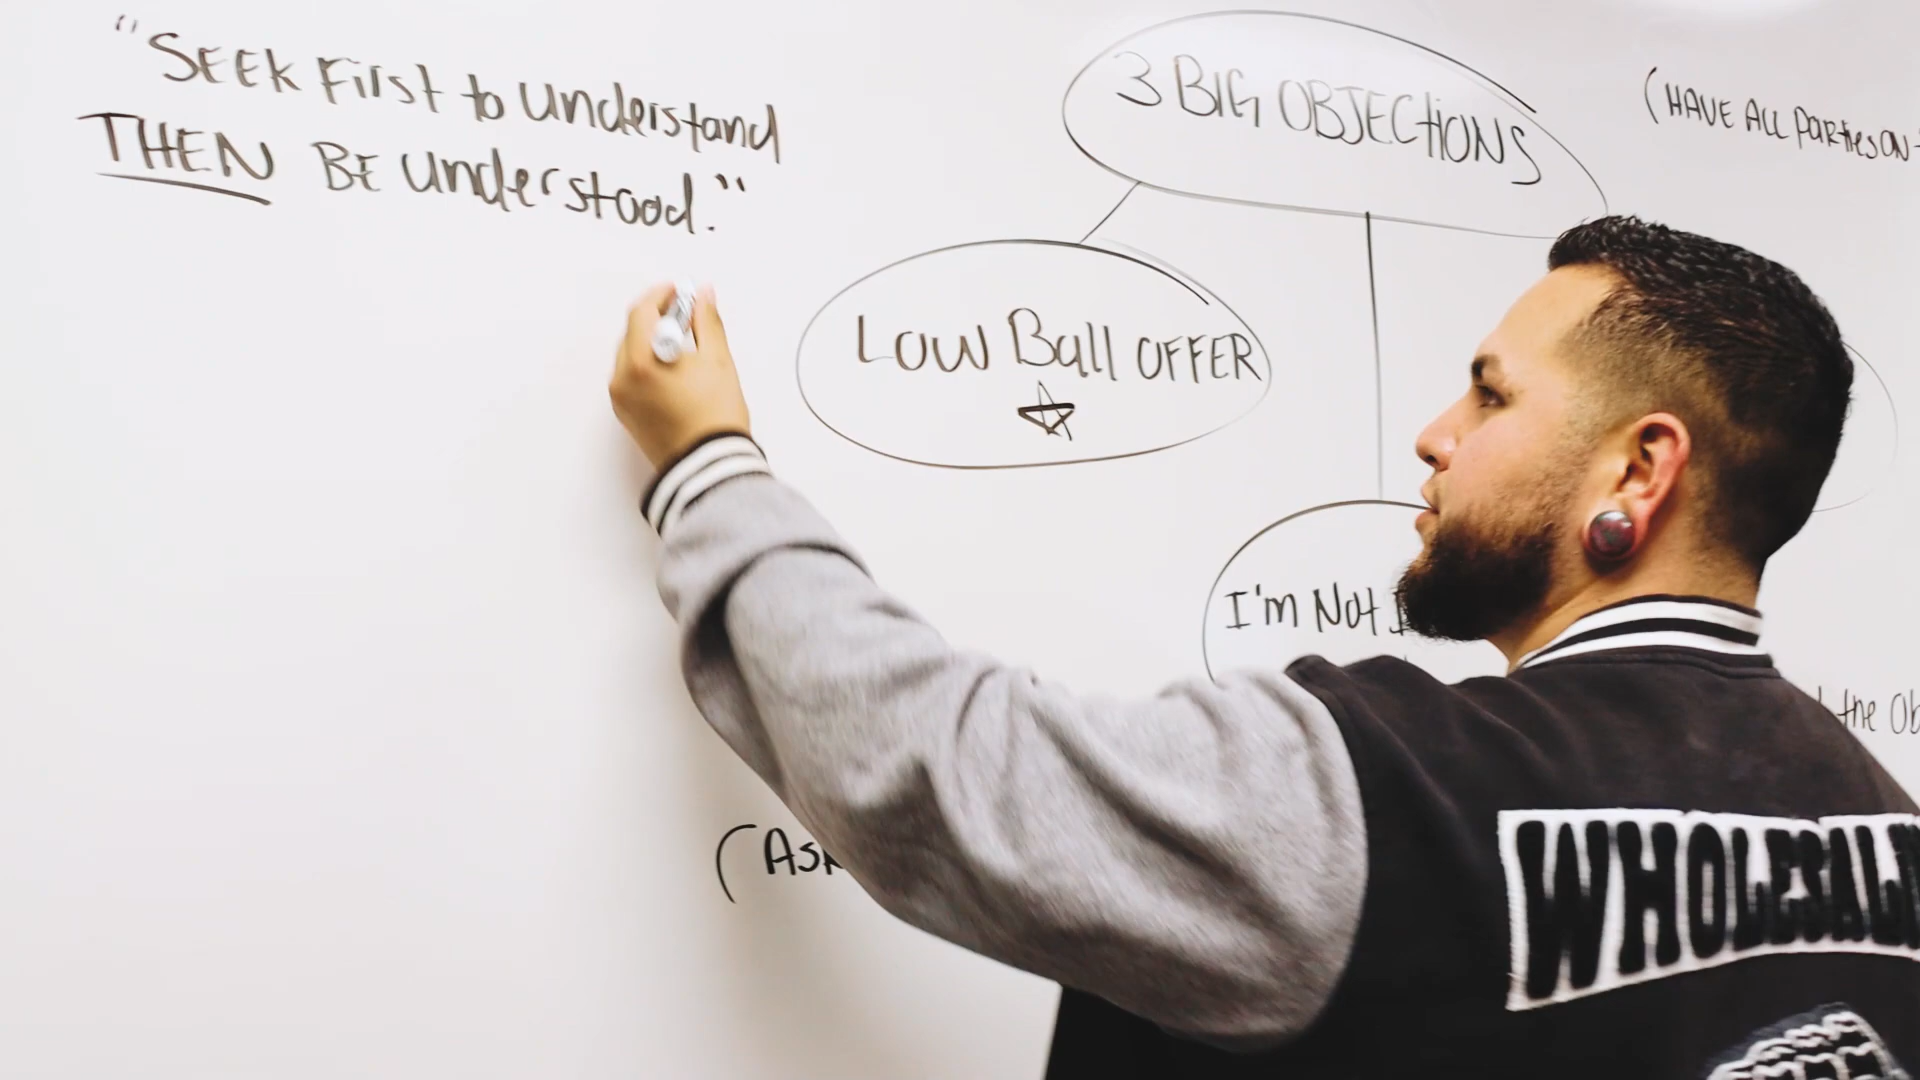 "SEEK First to understand
THEN BE understood."
3 BIG OBJECtiONS
(HAVE ALL parties ON
LOW Ball OFFER
I'm Not
the Ob
(Ask
WHOLESALI